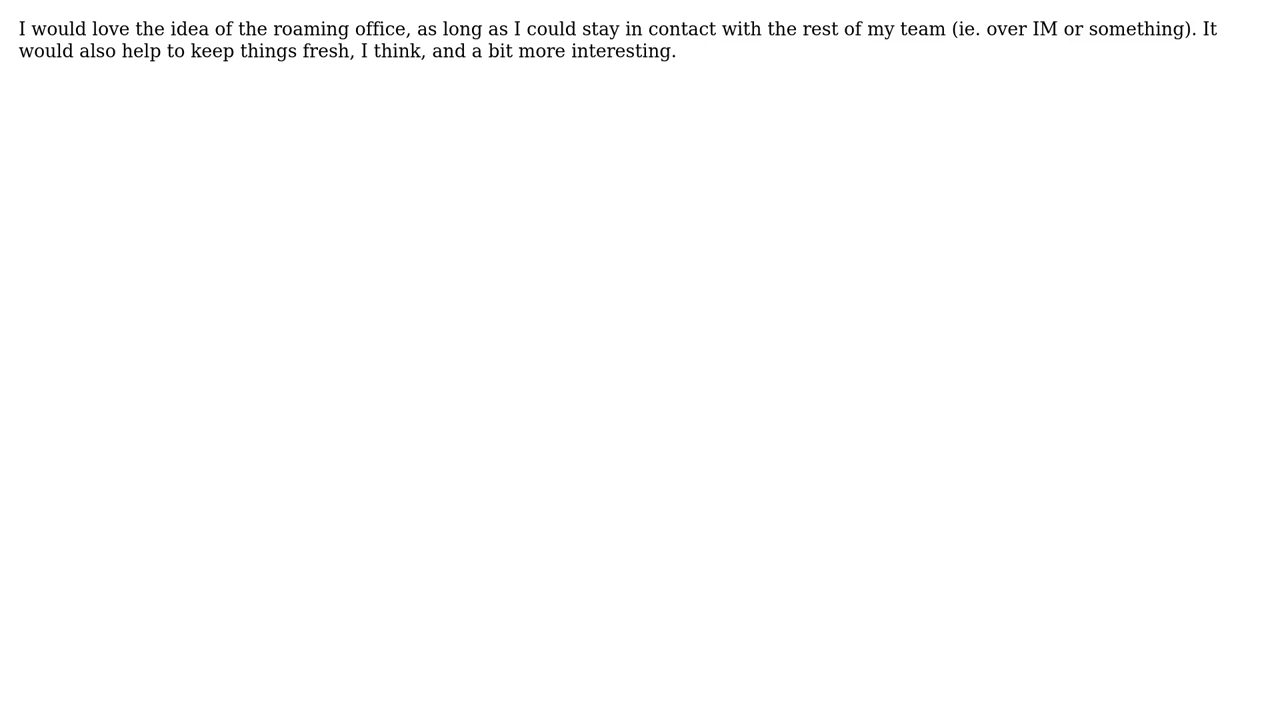 I would love the idea of the roaming office, as long as I could stay in contact with the rest of my team (ie. over IM or something). It
would also help to keep things fresh, I think, and a bit more interesting.